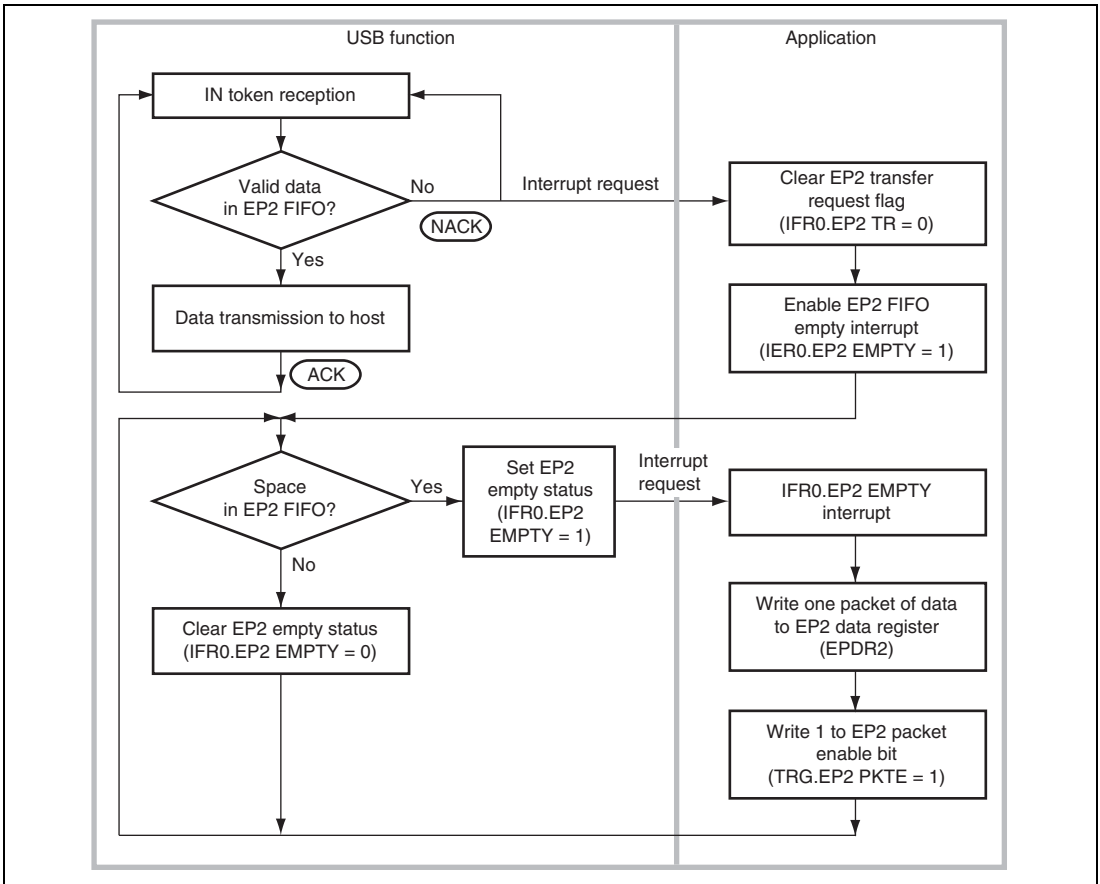 USB function
Application
IN token reception
Valid data
in EP2 FIFO?
No
NACK
Interrupt request
Clear EP2 transfer
request flag
(IFR0.EP2 TR = 0)
Yes
Data transmission to host
ACK
Enable EP2 FIFO
empty interrupt
(IER0.EP2 EMPTY = 1)
Space
in EP2 FIFO?
Yes
Set EP2
empty status
(IFR0.EP2
EMPTY = 1)
Interrupt
request
IFR0.EP2 EMPTY
interrupt
No
Clear EP2 empty status
(IFR0.EP2 EMPTY = 0)
Write one packet of data
to EP2 data register
(EPDR2)
Write 1 to EP2 packet
enable bit
(TRG.EP2 PKTE = 1)